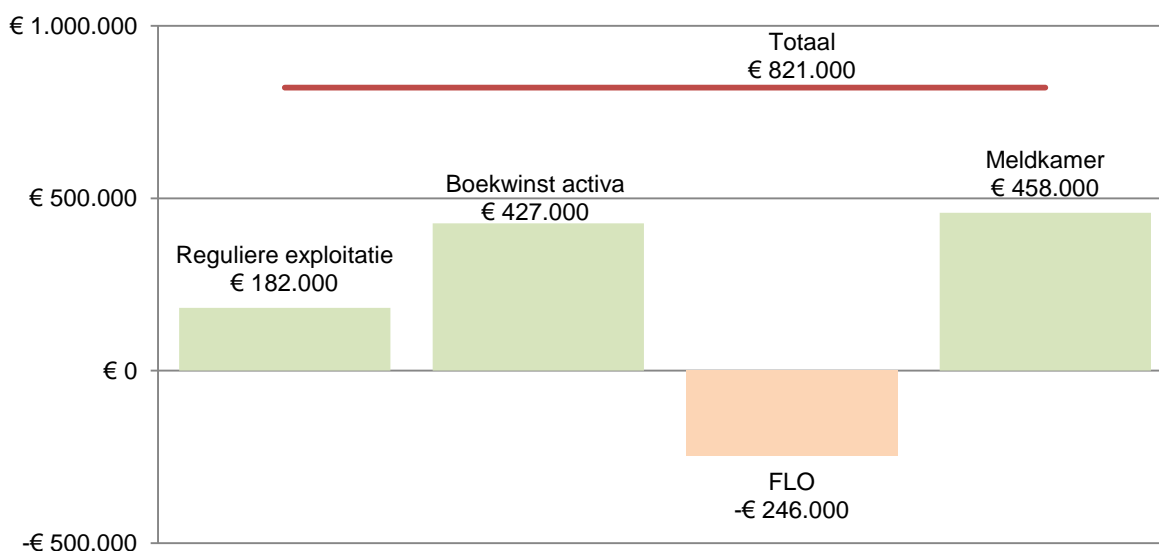 € 1.000.000
Totaal
€ 821.000
Meldkamer
€ 458.000
Boekwinst activa
€ 427.000
€ 500.000
Reguliere exploitatie
€ 182.000
€ 0
FLO
-€ 246.000
-€ 500.000